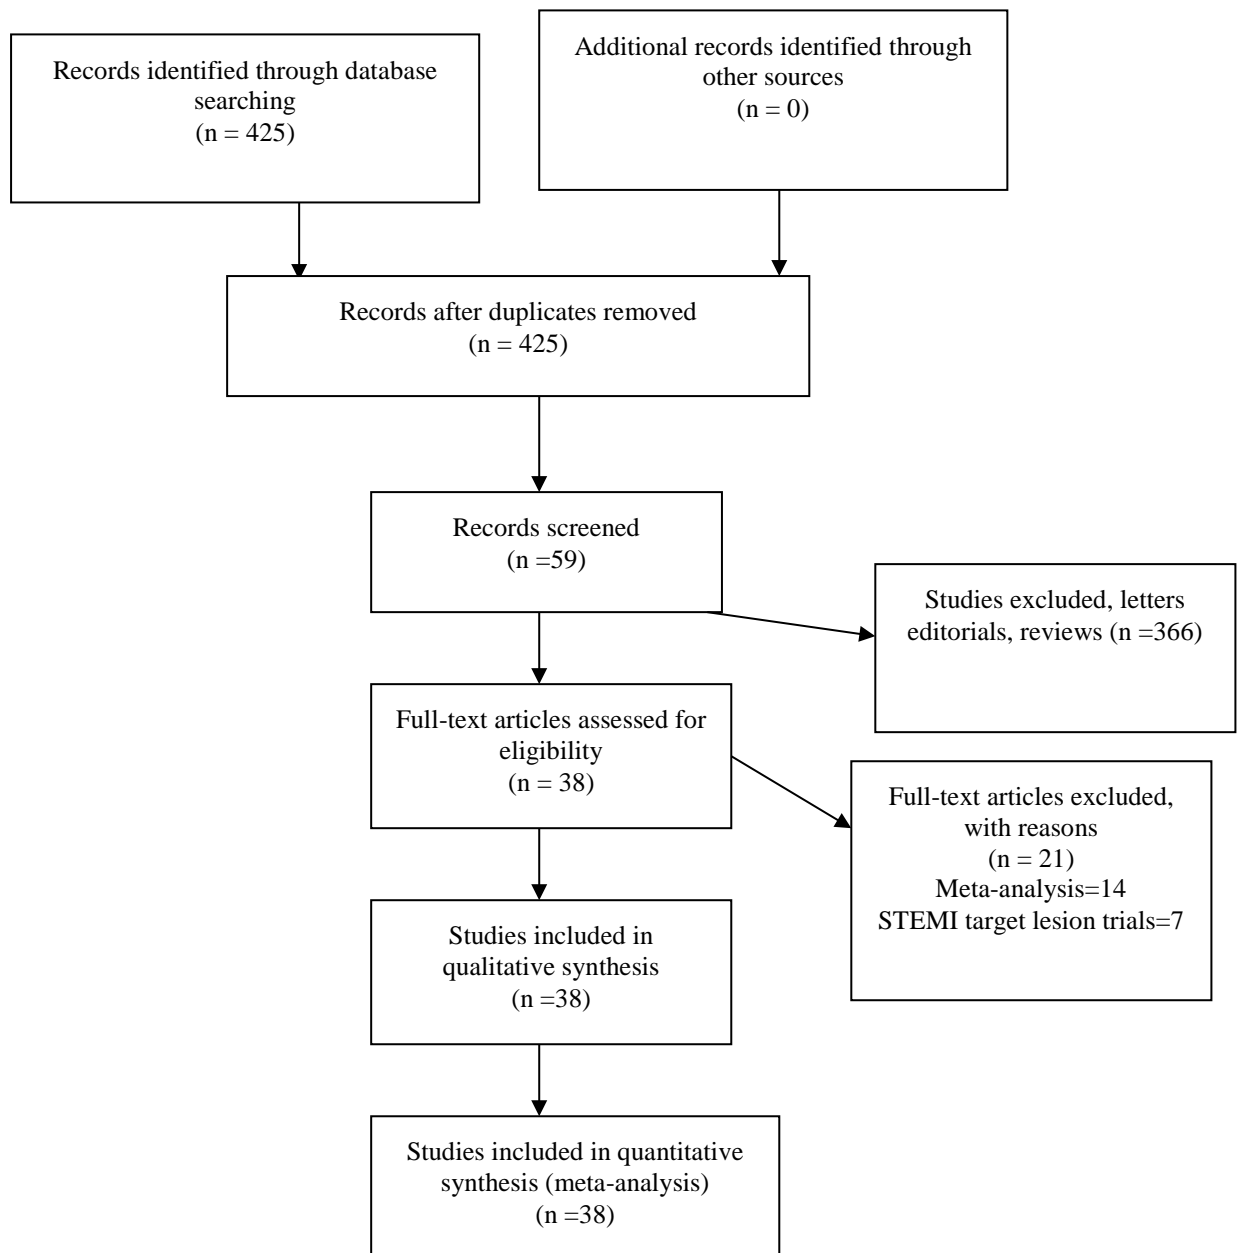 Records identified through database
searching
(n = 425)
Additional records identified through
other sources
(n = 0)
Records after duplicates removed
(n = 425)
Records screened
(n =59)
Studies excluded, letters
editorials, reviews (n =366)
Full-text articles assessed for
eligibility
(n = 38)
Full-text articles excluded,
with reasons
(n = 21)
Meta-analysis=14
STEMI target lesion trials=7
Studies included in
qualitative synthesis
(n =38)
Studies included in quantitative
synthesis (meta-analysis)
(n =38)